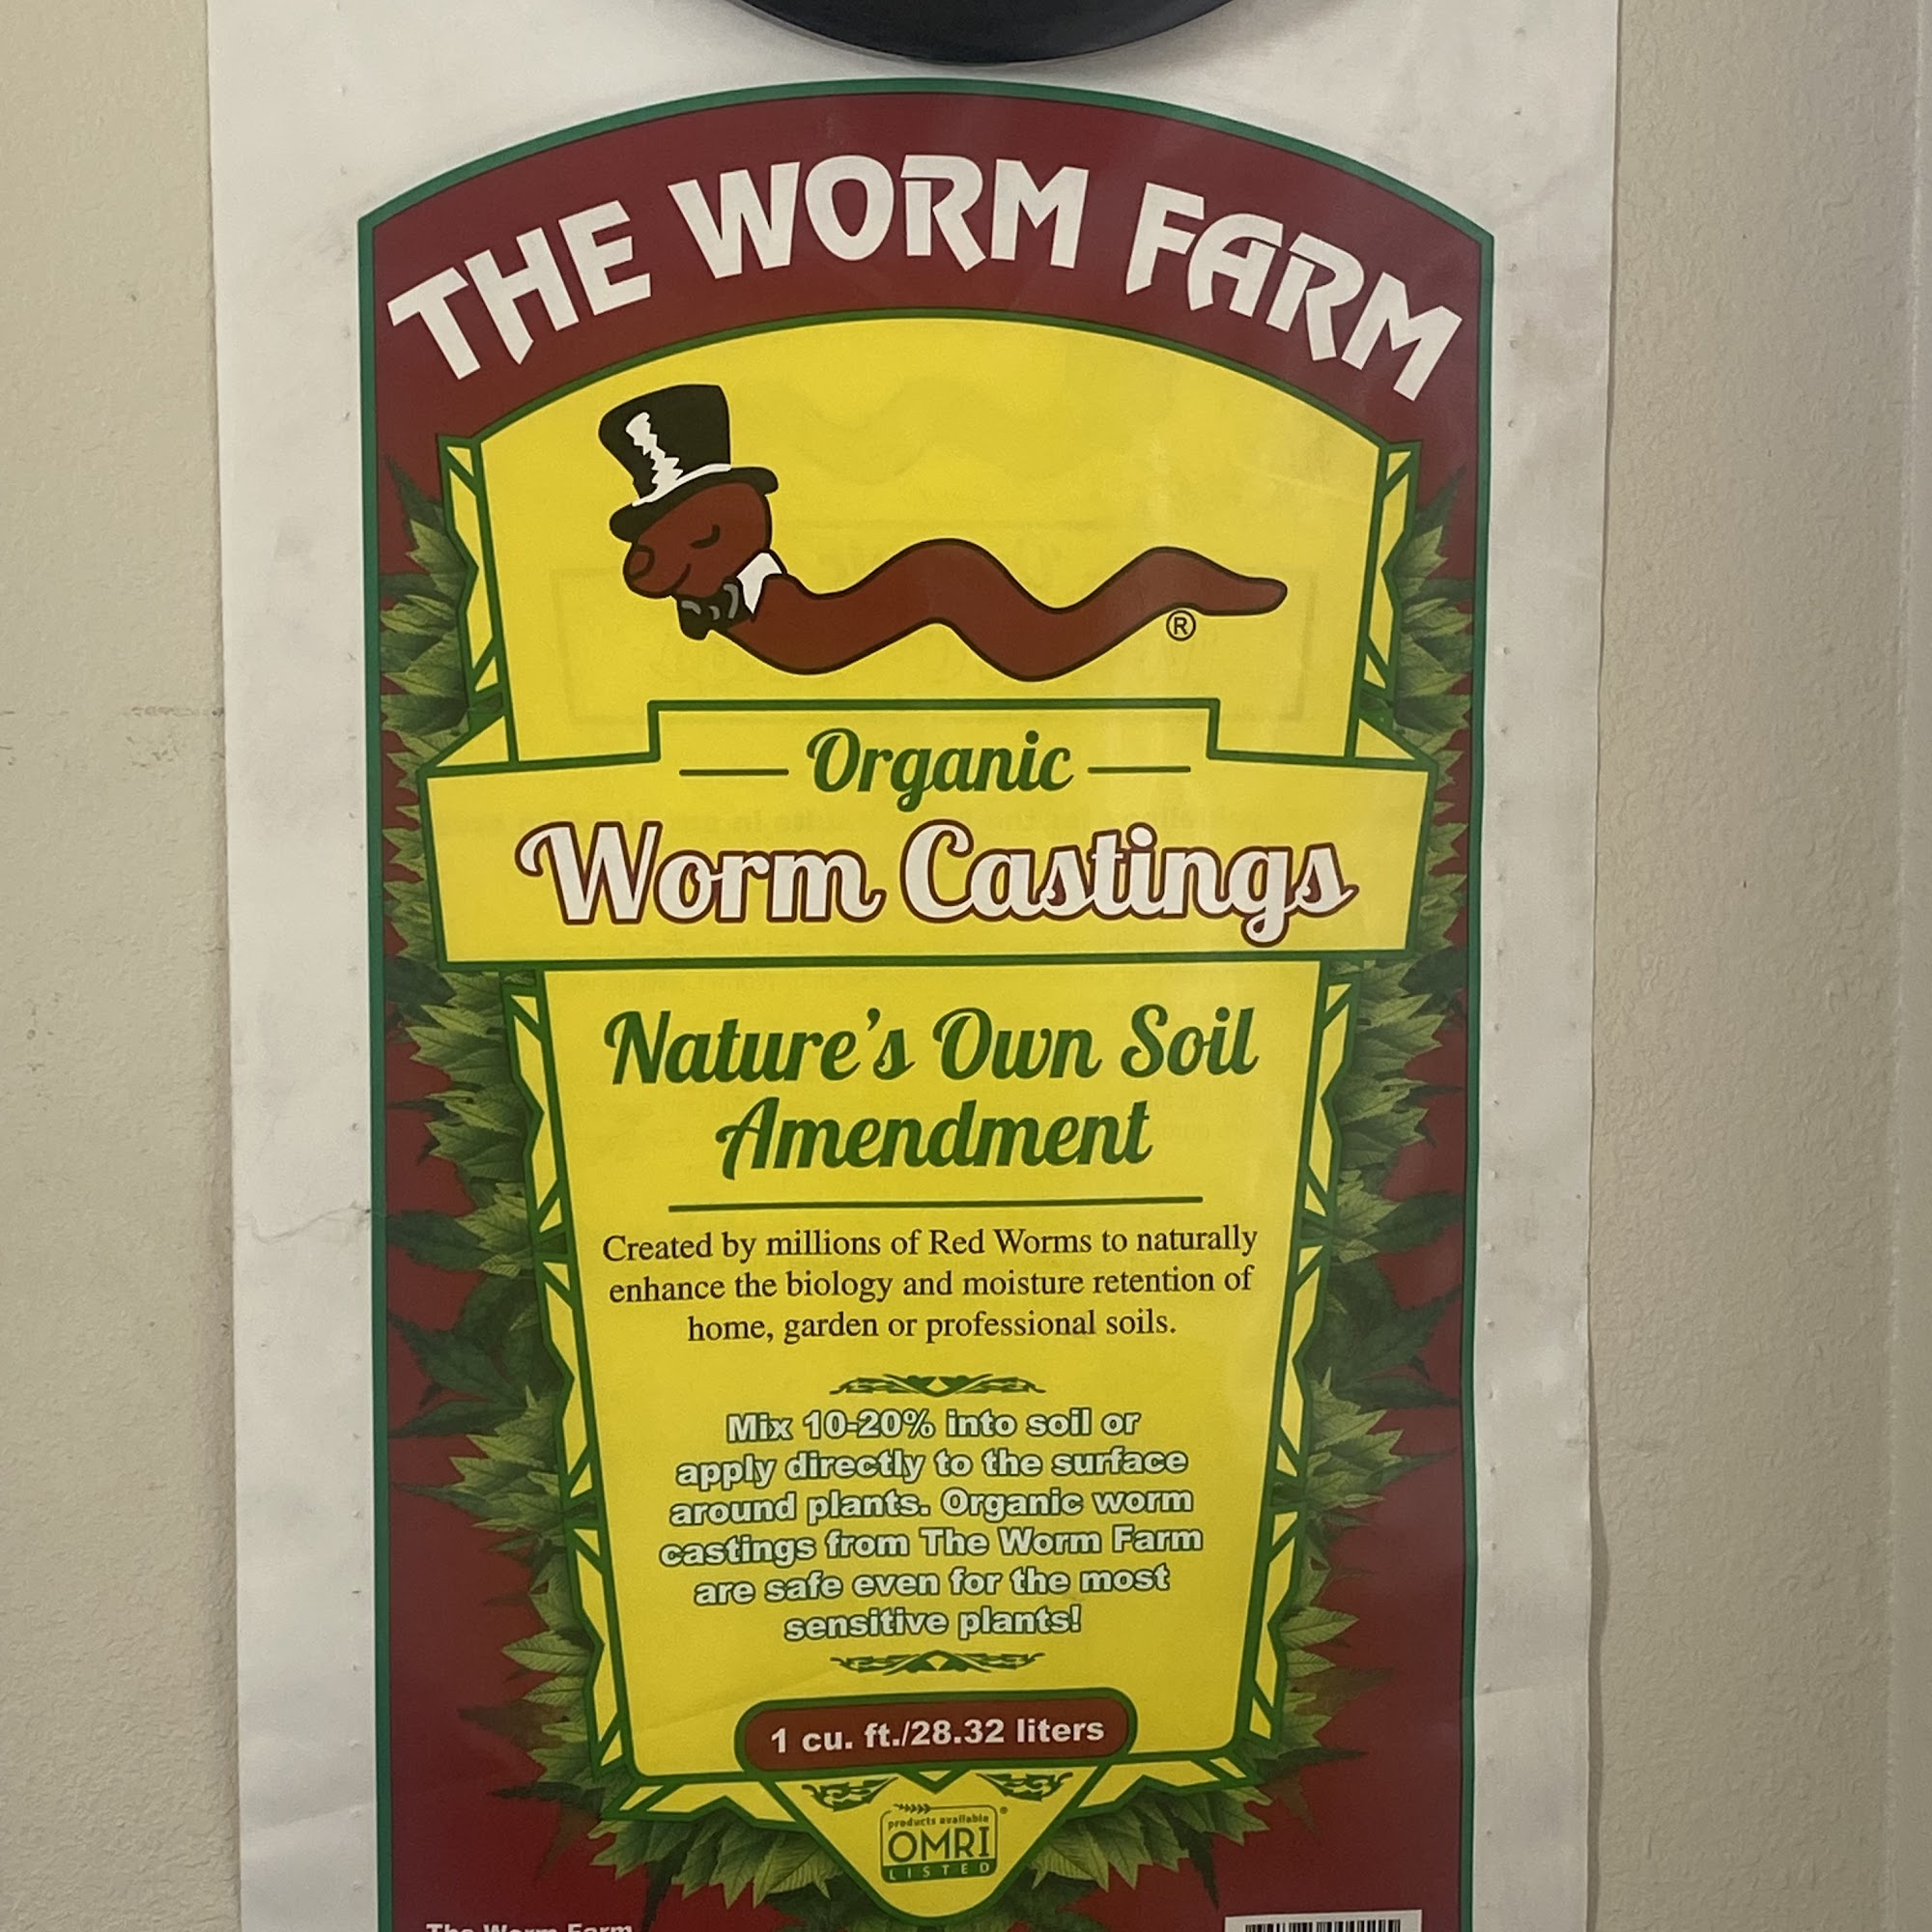 THE WORM FARM
®
Organic
Worm Castings
Nature's Own Soil
Amendment
Created by millions of Red Worms to naturally
enhance the biology and moisture retention of
home, garden or professional soils.
Mix 10-20% into soil or
apply directly to the surface
around plants. Organic worm
castings from The Worm Farm
are safe even for the most
sensitive plants!
1 cu. ft./28.32 liters
products available
OMRI
LISTED
The Worm Farm